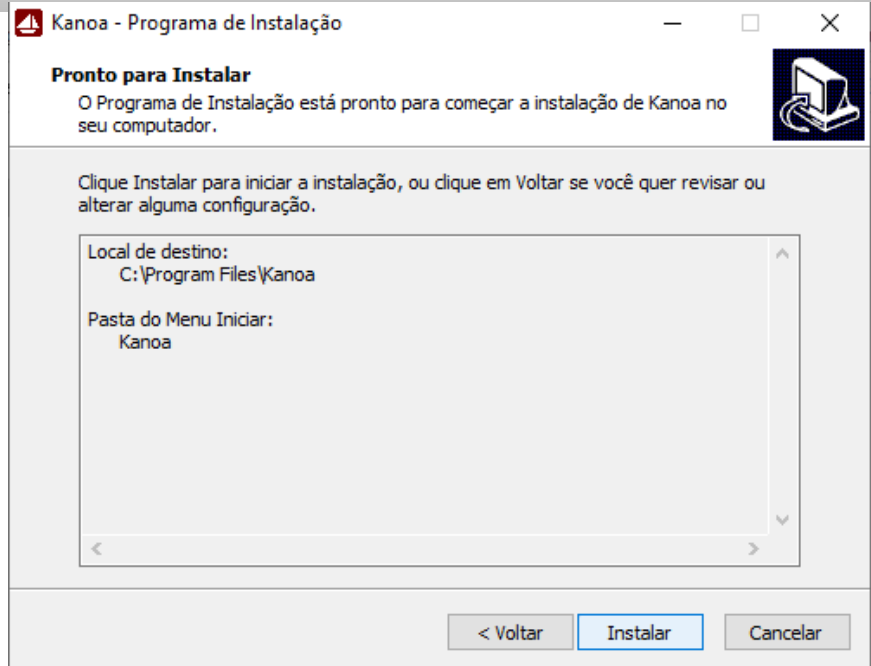 Kanoa - Programa de Instalação
Pronto para Instalar
O Programa de Instalação está pronto para começar a instalação de Kanoa no
seu computador.
Clique Instalar para iniciar a instalação, ou clique em Voltar se você quer revisar ou
alterar alguma configuração.
Local de destino:
C:\Program Files\Kanoa
Pasta do Menu Iniciar:
Kanoa
< Voltar
Instalar
Cancelar